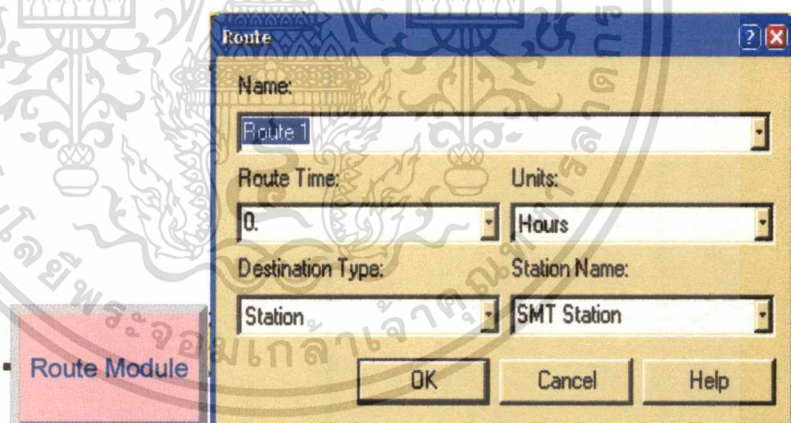 Route
Name:
Route 1
Route Time:
Units:
0.
Hours
Destination Type:
Station Name:
Station
SMT Station
OK
Cancel
Help
Route Module